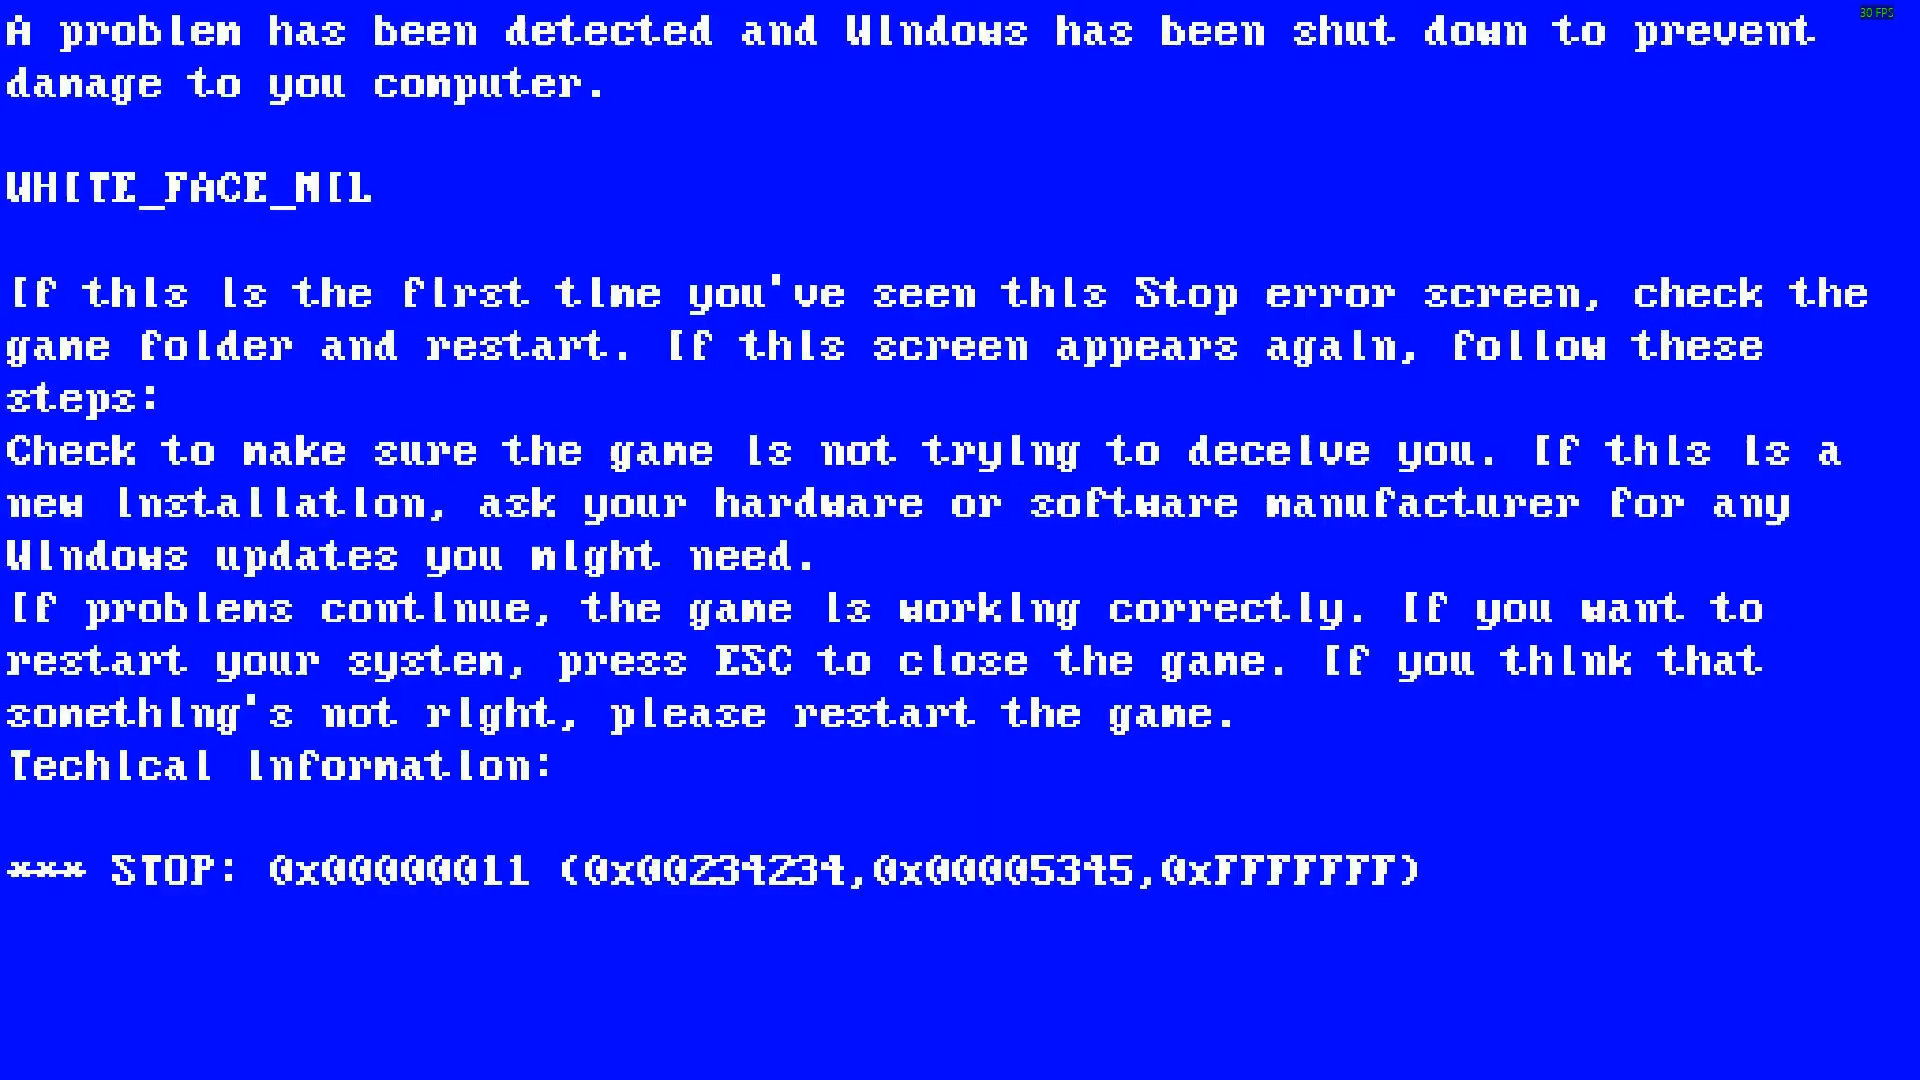 A problem has been detected and Windows has been shut down to prevent
30 FPS
damage to you computer.
WHITE_FACE_MIL
If this is the first time you've seen this Stop error screen, check the
game folder and restart. If this screen appears again, follow these
steps:
Check to make sure the game is not trying to deceive you. If this is a
new installation, ask your hardware or software manufacturer for any
Windows updates you might need.
If problems continue, the game is working correctly. If you want to
restart your system, press ESC to close the game. If you think that
something's not right, please restart the game.
Techical information:
*** STOP: 0x00000011 (0x00234234,0x00005345,0xFFFFFFF)